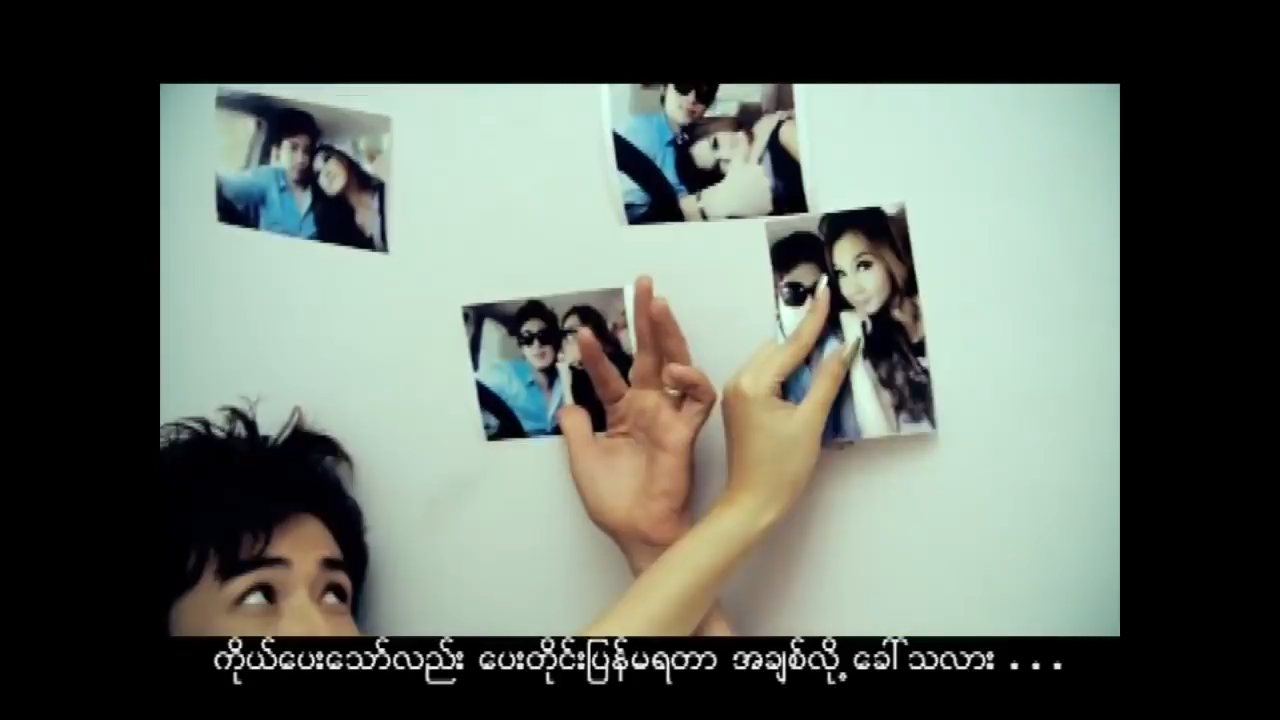 ကိုယ်ပေးသော်လည်း ပေးတိုင်းပြန်မရတာ အချစ်လို့ ခေါ်သလား . . .